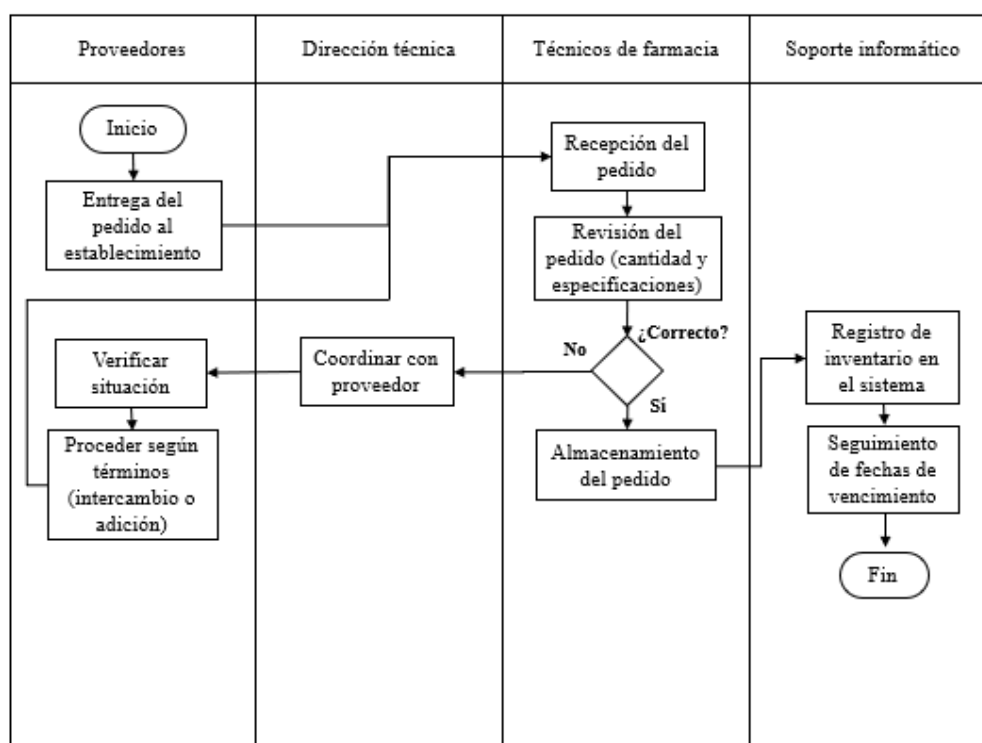 Proveedores
Dirección técnica
Técnicos de farmacia
Soporte informático
Inicio
Entrega del
pedido al
establecimiento
Recepción del
pedido
Revisión del
pedido (cantidad y
especificaciones)
¿Correcto?
No
Sí
Coordinar con
proveedor
Verificar
situación
Proceder según
términos
(intercambio o
adición)
Almacenamiento
del pedido
Registro de
inventario en
el sistema
Seguimiento
de fechas de
vencimiento
Fin